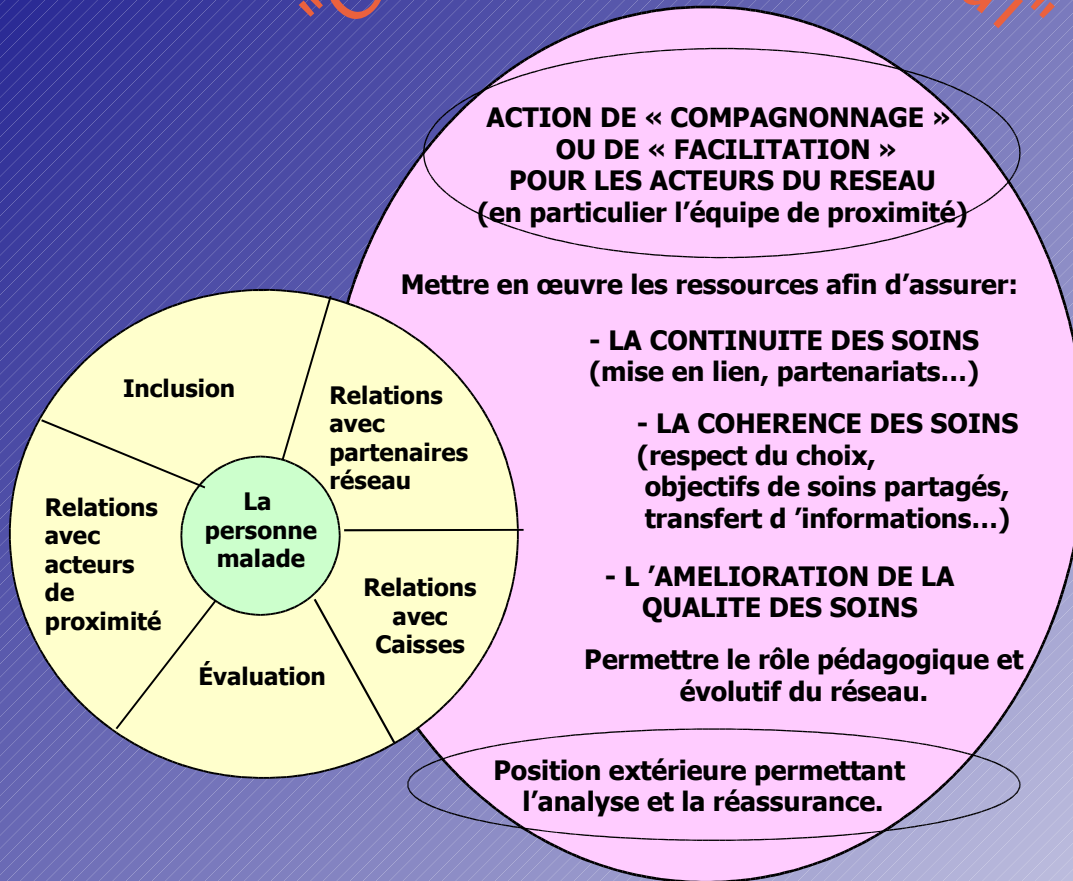 ACTION DE « COMPAGNONNAGE »
OU DE « FACILITATION »
POUR LES ACTEURS DU RESEAU
(en particulier l’équipe de proximité)
Mettre en œuvre les ressources afin d’assurer:
- LA CONTINUITE DES SOINS
(mise en lien, partenariats…)
- LA COHERENCE DES SOINS
(respect du choix,
objectifs de soins partagés,
transfert d ’informations…)
- L ’AMELIORATION DE LA
QUALITE DES SOINS
Permettre le rôle pédagogique et
évolutif du réseau.
Position extérieure permettant
l’analyse et la réassurance.
Inclusion
Relations
avec
partenaires
réseau
Relations
avec
acteurs
de
proximité
La
personne
malade
Relations
avec
Caisses
Évaluation